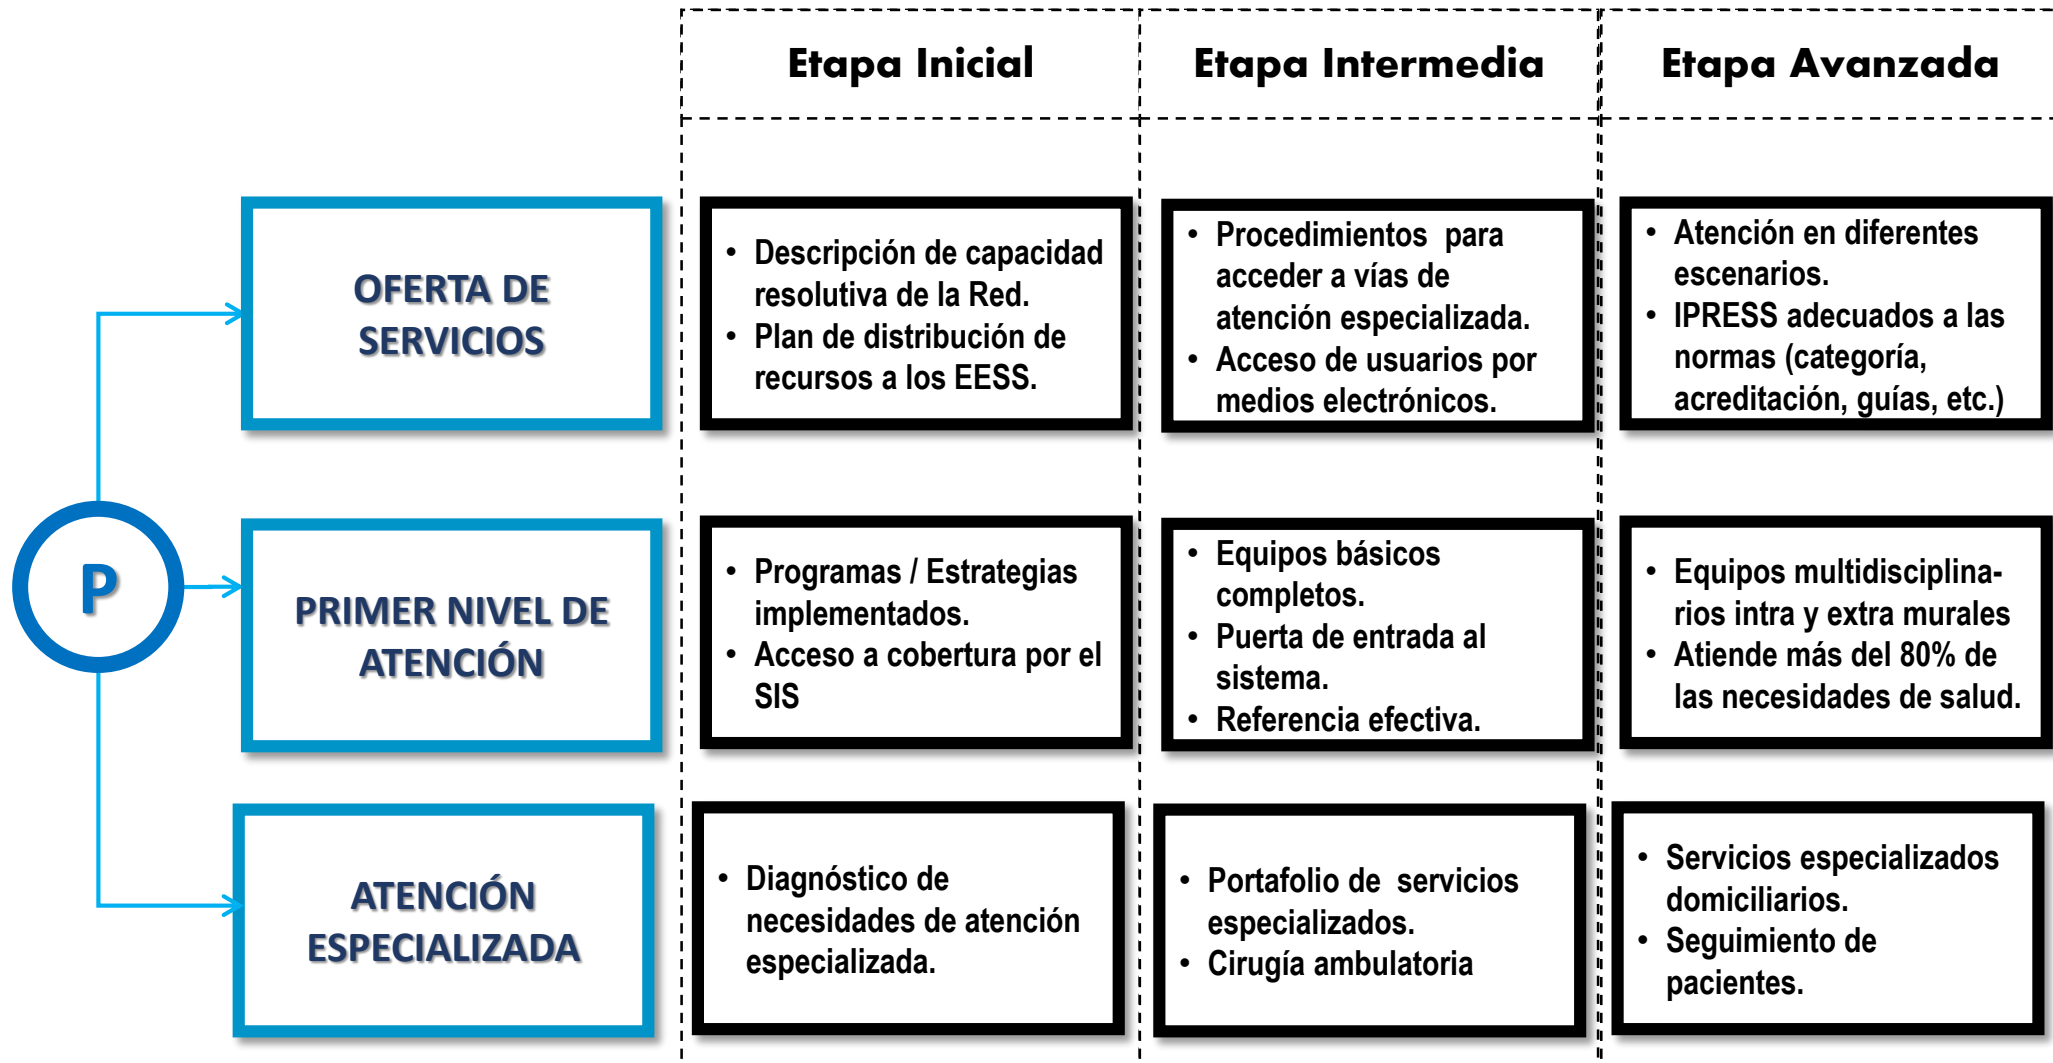 Etapa Inicial
Etapa Intermedia
Etapa Avanzada
P
OFERTA DE
SERVICIOS
• Descripción de capacidad
resolutiva de la Red.
• Plan de distribución de
recursos a los EESS.
• Procedimientos para
acceder a vías de
atención especializada.
• Acceso de usuarios por
medios electrónicos.
• Atención en diferentes
escenarios.
• IPRESS adecuados a las
normas (categoría,
acreditación, guías, etc.)
PRIMER NIVEL DE
ATENCIÓN
• Programas / Estrategias
implementados.
• Acceso a cobertura por el
SIS
• Equipos básicos
completos.
• Puerta de entrada al
sistema.
• Referencia efectiva.
• Equipos multidisciplina-
rios intra y extra murales
• Atiende más del 80% de
las necesidades de salud.
ATENCIÓN
ESPECIALIZADA
• Diagnóstico de
necesidades de atención
especializada.
• Portafolio de servicios
especializados.
• Cirugía ambulatoria
• Servicios especializados
domiciliarios.
• Seguimiento de
pacientes.